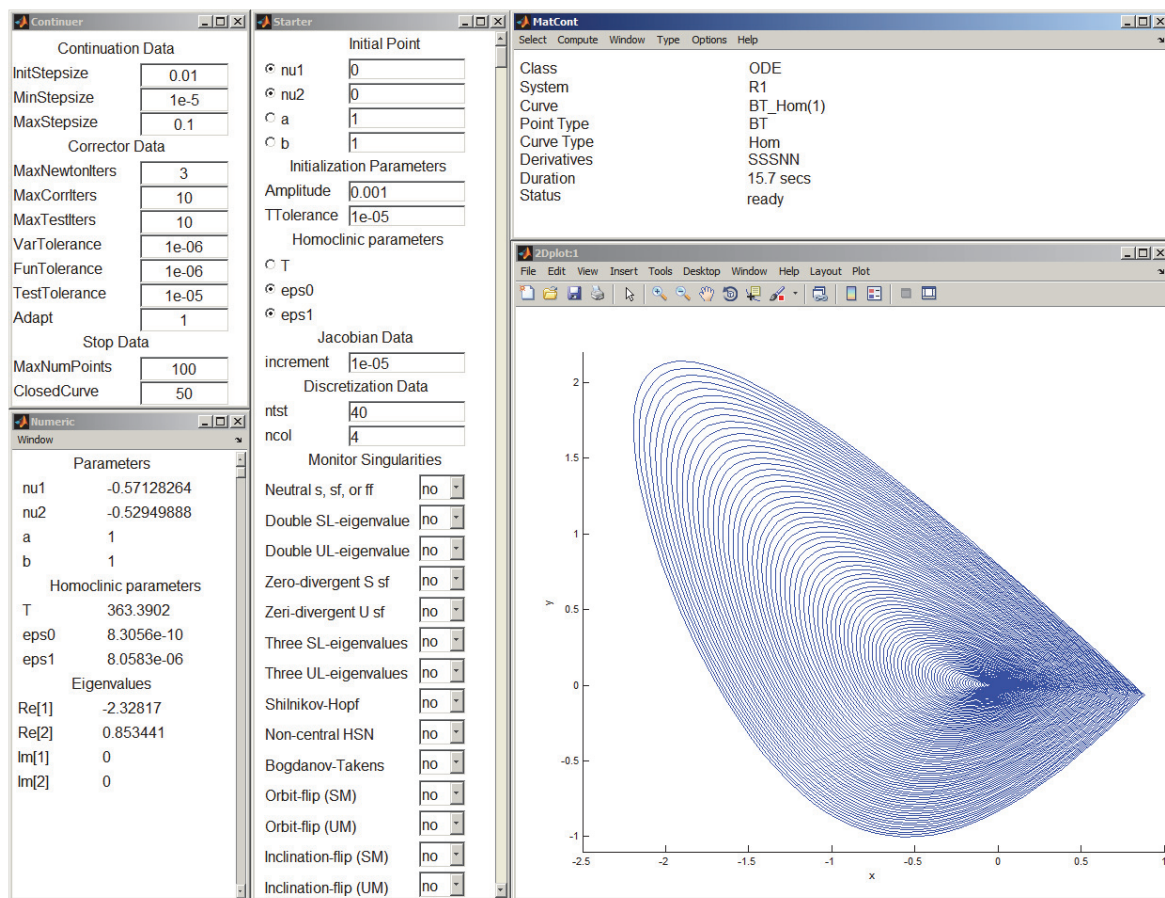 Continuer
Continuation Data
InitStepsize 0.01
MinStepsize 1e-5
MaxStepsize 0.1
Corrector Data
MaxNewtonIters 3
MaxCorrIters 10
MaxTestIters 10
VarTolerance 1e-06
FunTolerance 1e-06
TestTolerance 1e-05
Adapt 1
Stop Data
MaxNumPoints 100
ClosedCurve 50
Numeric
Window
Parameters
nu1 -0.57128264
nu2 -0.52949888
a 1
b 1
Homoclinic parameters
T 363.3902
eps0 8.3056e-10
eps1 8.0583e-06
Eigenvalues
Re[1] -2.32817
Re[2] 0.853441
Im[1] 0
Im[2] 0
Starter
Initial Point
nu1 0
nu2 0
a 1
b 1
Initialization Parameters
Amplitude 0.001
TTolerance 1e-05
Homoclinic parameters
T
eps0
eps1
Jacobian Data
increment 1e-05
Discretization Data
ntst 40
ncol 4
Monitor Singularities
Neutral s, sf, or ff no
Double SL-eigenvalue no
Double UL-eigenvalue no
Zero-divergent S sf no
Zeri-divergent U sf no
Three SL-eigenvalues no
Three UL-eigenvalues no
Shilnikov-Hopf no
Non-central HSN no
Bogdanov-Takens no
Orbit-flip (SM) no
Orbit-flip (UM) no
Inclination-flip (SM) no
Inclination-flip (UM) no
MatCont
Select Compute Window Type Options Help
Class ODE
System R1
Curve BT_Hom(1)
Point Type BT
Curve Type Hom
Derivatives SSSNN
Duration 15.7 secs
Status ready
2Dplot:1
File Edit View Insert Tools Desktop Window Help Layout Plot
2
1.5
1
0.5
0
-0.5
-1
y
-2.5 -2 -1.5 -1 -0.5 0 0.5 1
x